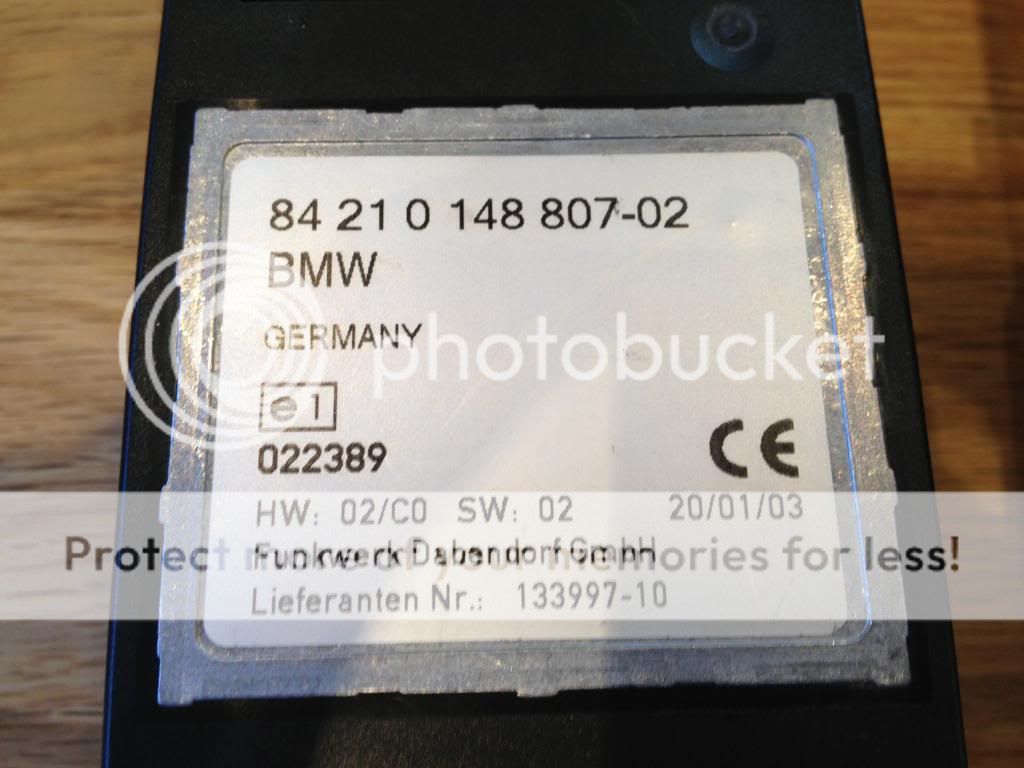 84 21 0 148 807-02
BMW
GERMANY
photobucket
e1
022389
CE
HW: 02/C0 SW: 02 20/01/03
Protect more of your memories for less!
Funkwerk Dabendorf GmbH
Lieferanten Nr.: 133997-10